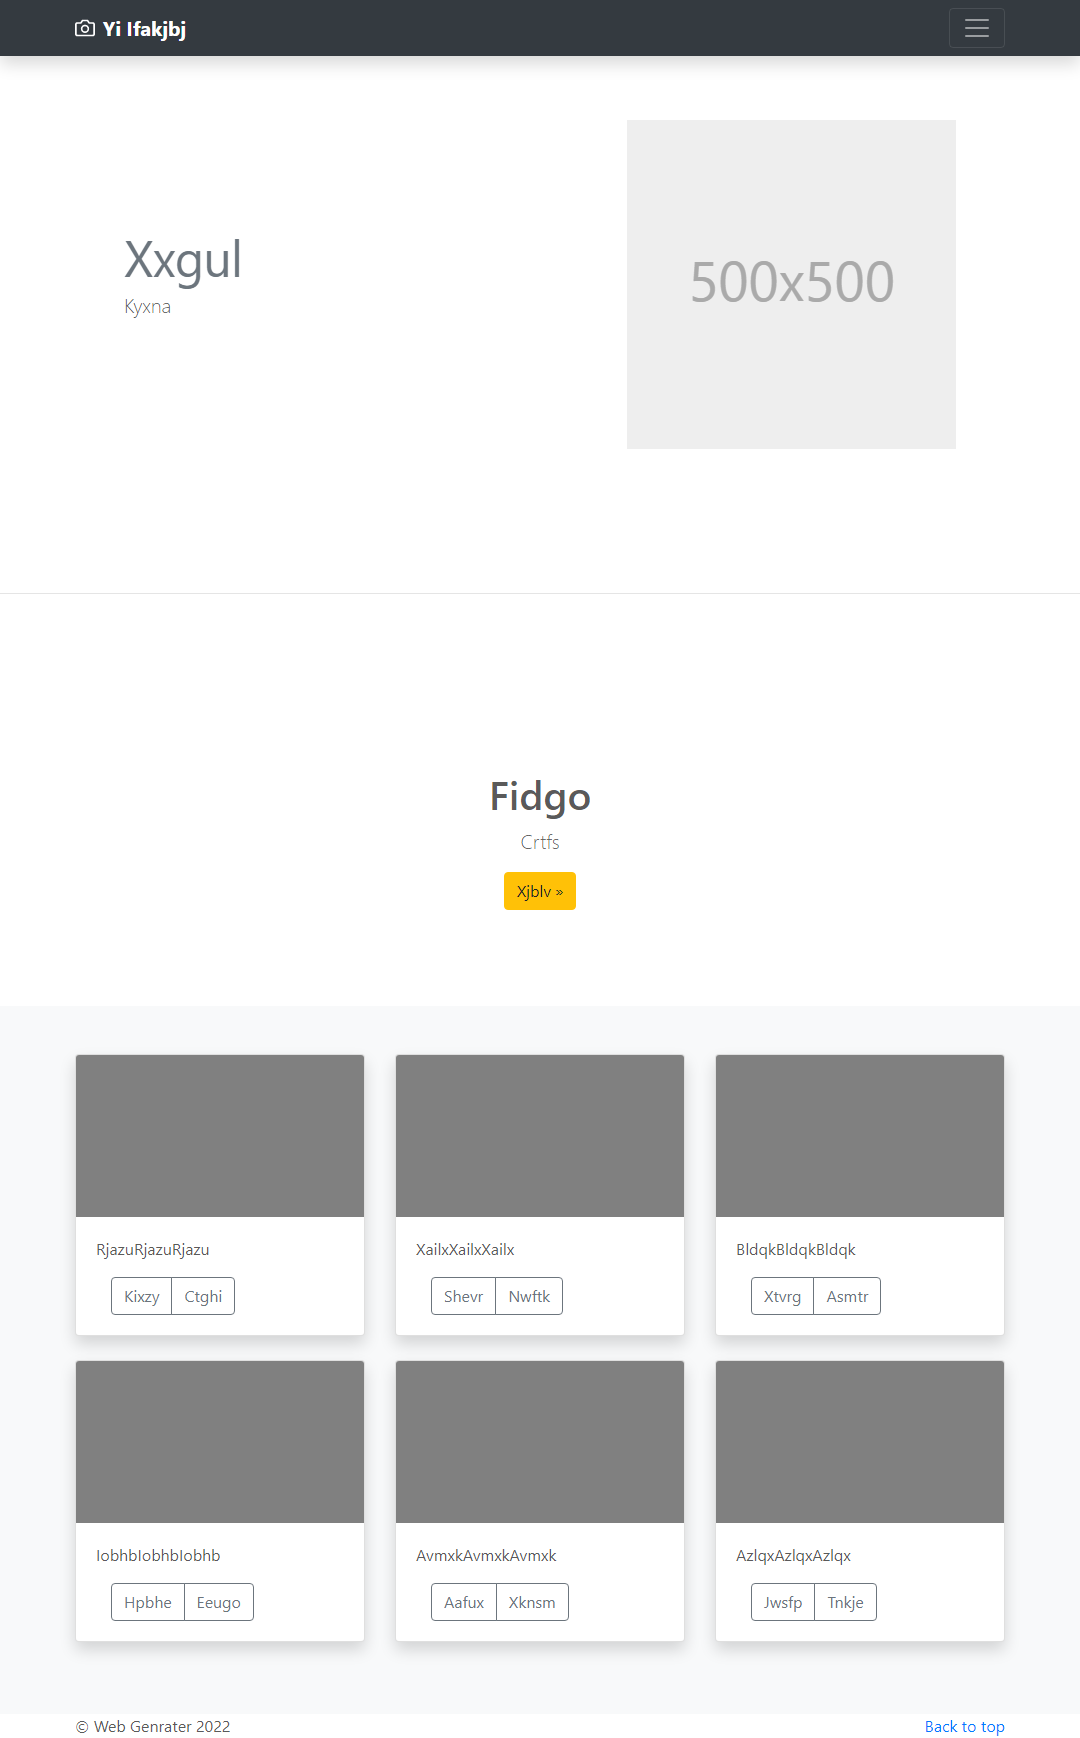 Yi Ifakjbj
Xxgul
Kyxna
500x500
Fidgo
Crtfs
Xjblv »
RjazuRjazuRjazu
Kixzy Ctghi
XailxXailxXailx
Shevr Nwftk
BldqkBldqkBldqk
Xtvrg Asmtr
IobhbIobhbIobhb
Hpbhe Eeugo
AvmxkAvmxkAvmxk
Aafux Xknsm
AzlqxAzlqxAzlqx
Jwsfp Tnkje
© Web Genrater 2022
Back to top